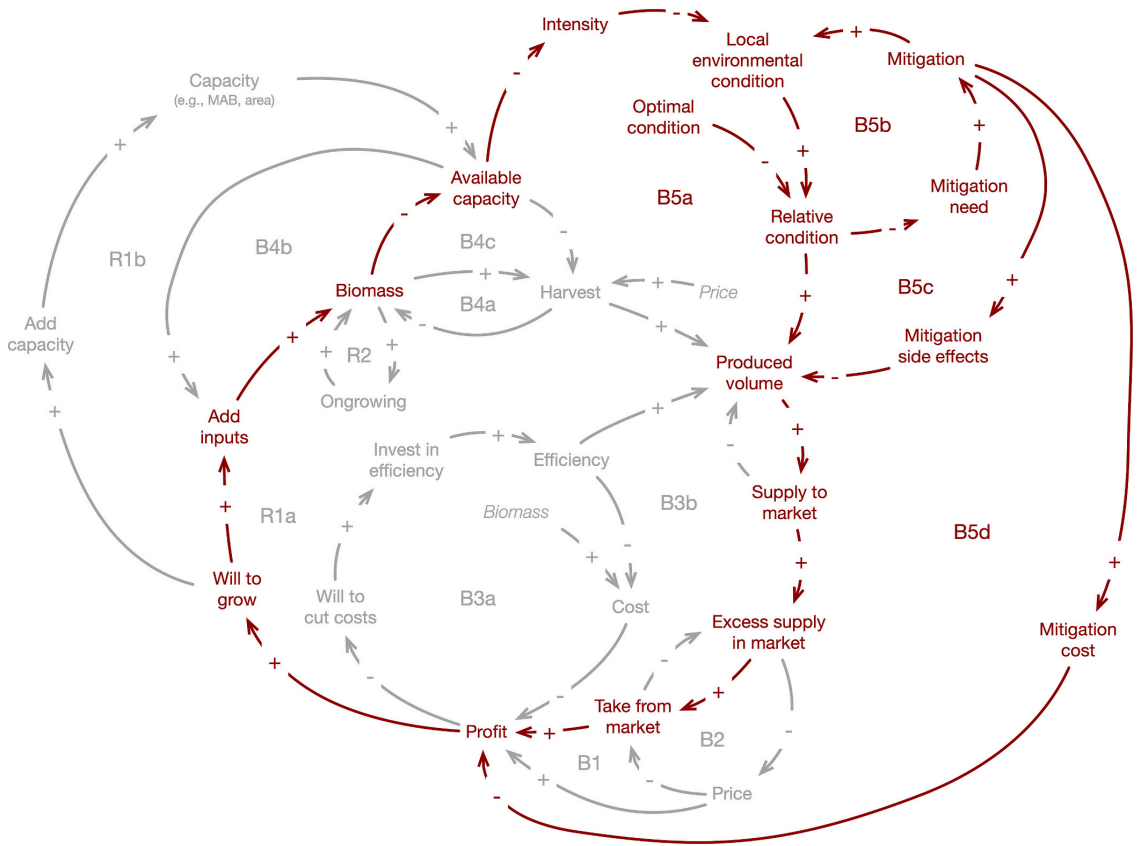 Intensity
Local
environmental
condition
Mitigation
Capacity
(e.g., MAB, area)
Optimal
condition
B5b
Available
capacity
B5a
Mitigation
need
Relative
condition
R1b
B4b
B4c
B5c
Biomass
B4a
Harvest
Price
Add
capacity
Mitigation
side effects
R2
Produced
volume
Ongrowing
Add
inputs
Invest in
efficiency
Efficiency
Supply to
market
R1a
Biomass
B3b
B5d
Will to
grow
Will to
cut costs
B3a
Cost
Excess supply
in market
Mitigation
cost
Profit
Take from
market
B2
B1
Price
+
-
-
+
+
-
+
+
-
+
-
-
-
+
+
+
-
+
+
+
+
+
+
-
+
+
+
-
+
+
-
+
+
-
+
+
+
+
-
+
-
-
+
+
-
-
+
-
-